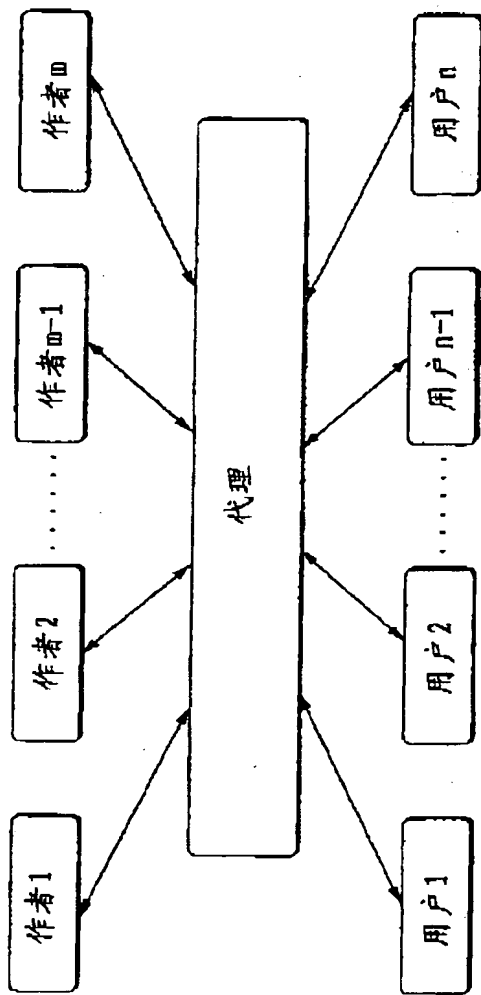 作者1
作者2
......
作者m-1
作者m
代理
用户1
用户2
......
用户n-1
用户n